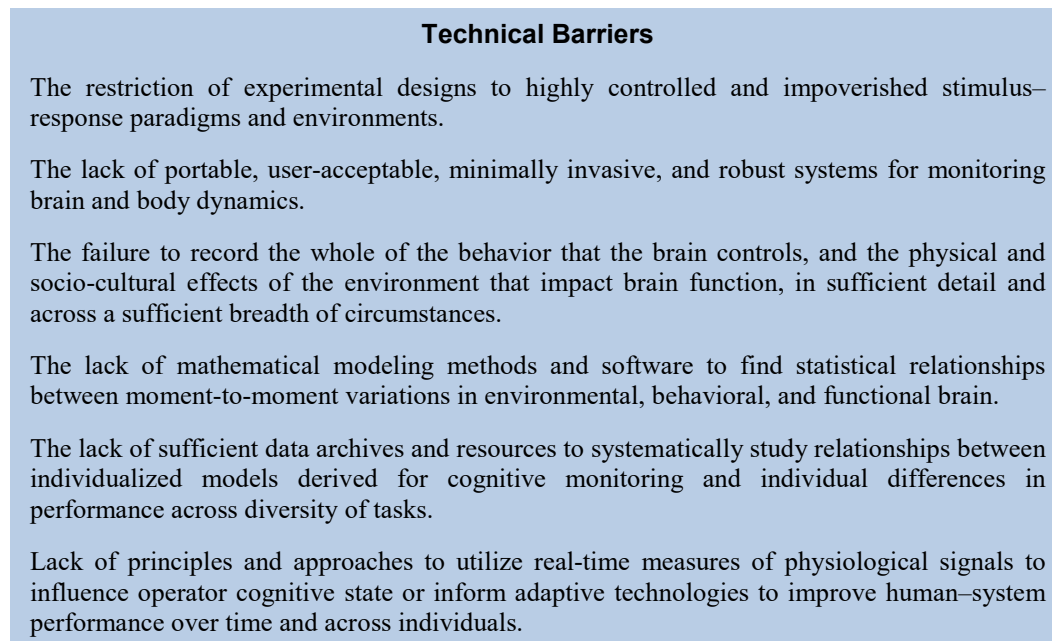 Technical Barriers
The restriction of experimental designs to highly controlled and impoverished stimulus–
response paradigms and environments.
The lack of portable, user-acceptable, minimally invasive, and robust systems for monitoring
brain and body dynamics.
The failure to record the whole of the behavior that the brain controls, and the physical and
socio-cultural effects of the environment that impact brain function, in sufficient detail and
across a sufficient breadth of circumstances.
The lack of mathematical modeling methods and software to find statistical relationships
between moment-to-moment variations in environmental, behavioral, and functional brain.
The lack of sufficient data archives and resources to systematically study relationships between
individualized models derived for cognitive monitoring and individual differences in
performance across diversity of tasks.
Lack of principles and approaches to utilize real-time measures of physiological signals to
influence operator cognitive state or inform adaptive technologies to improve human–system
performance over time and across individuals.